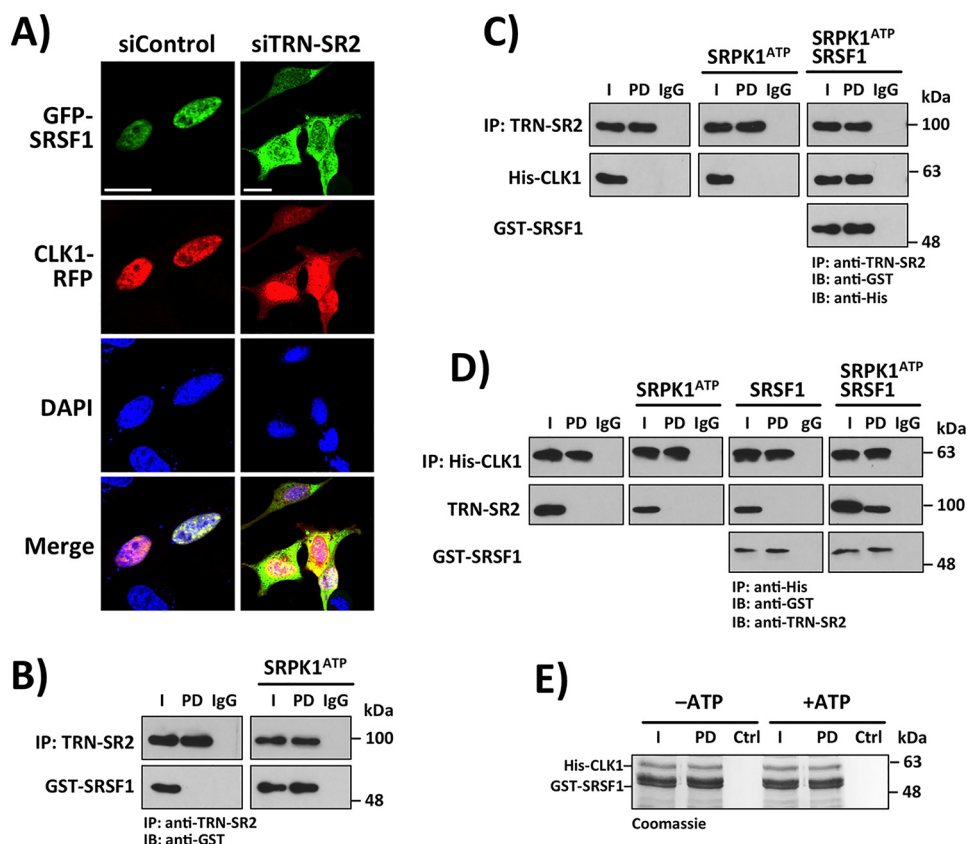 A)
siControl siTRN-SR2
GFP-
SRSF1
CLK1-
RFP
DAPI
Merge
B)
SRPK1ATP
I PD IgG I PD IgG
kDa
IP: TRN-SR2
100
GST-SRSF1
48
IP: anti-TRN-SR2
IB: anti-GST
C)
SRPK1ATP
SRPK1ATP
SRSF1
I PD IgG I PD IgG I PD IgG
kDa
IP: TRN-SR2
100
His-CLK1
63
GST-SRSF1
48
IP: anti-TRN-SR2
IB: anti-GST
IB: anti-His
D)
SRPK1ATP
SRSF1
SRPK1ATP
SRSF1
I PD IgG I PD IgG I PD gG I PD IgG
kDa
IP: His-CLK1
63
TRN-SR2
100
GST-SRSF1
48
IP: anti-His
IB: anti-GST
IB: anti-TRN-SR2
E)
–ATP +ATP
I PD Ctrl I PD Ctrl kDa
His-CLK1
63
GST-SRSF1
48
Coomassie